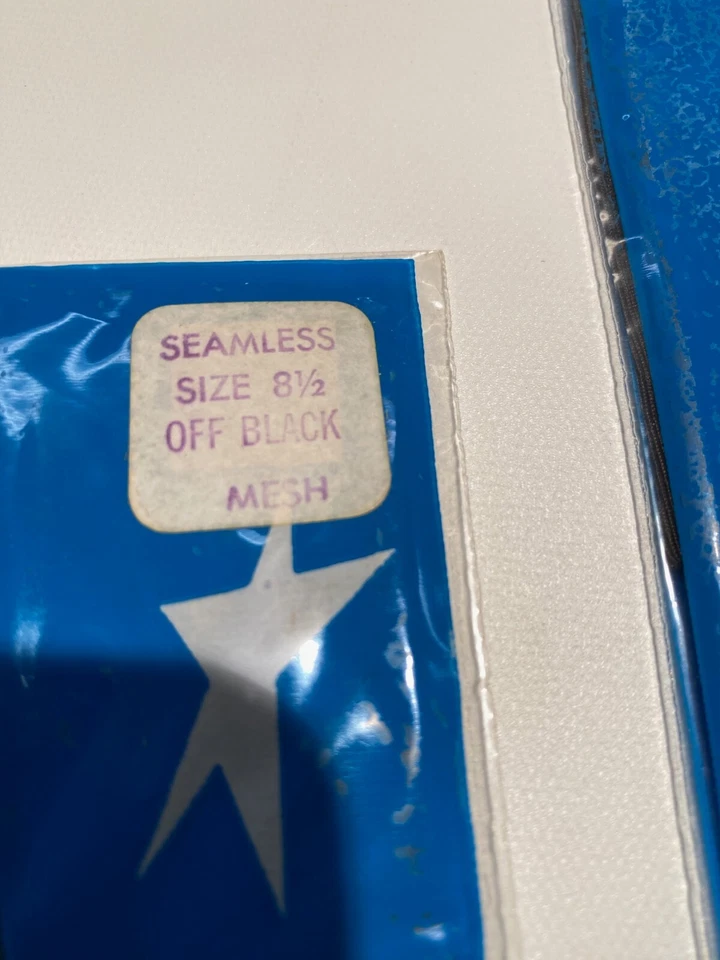 SEAMLESS
SIZE 8½
OFF BLACK
MESH